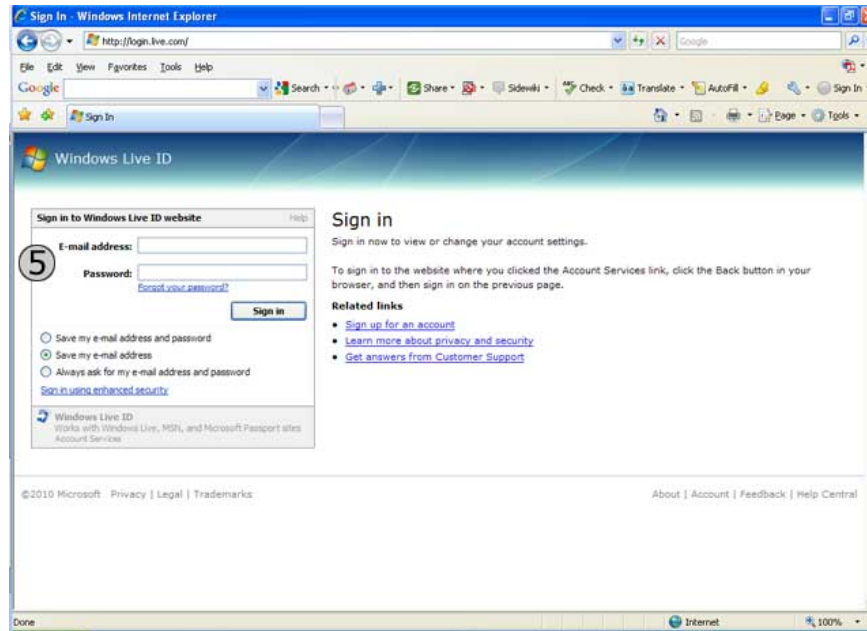 Sign In - Windows Internet Explorer
http://login.live.com/
Google
File Edit View Favorites Tools Help
Google Search Share Sidewiki Check Translate AutoFill Sign In
Sign In Page Tools
Windows Live ID
Sign in to Windows Live ID website Help
E-mail address:
5
Password:
Forgot your password?
Sign in
Save my e-mail address and password
Save my e-mail address
Always ask for my e-mail address and password
Sign in using enhanced security
Windows Live ID
Works with Windows Live, MSN, and Microsoft Passport sites
Account Services
Sign in
Sign in now to view or change your account settings.
To sign in to the website where you clicked the Account Services link, click the Back button in your
browser, and then sign in on the previous page.
Related links
Sign up for an account
Learn more about privacy and security
Get answers from Customer Support
©2010 Microsoft Privacy | Legal | Trademarks
About | Account | Feedback | Help Central
Done Internet 100%